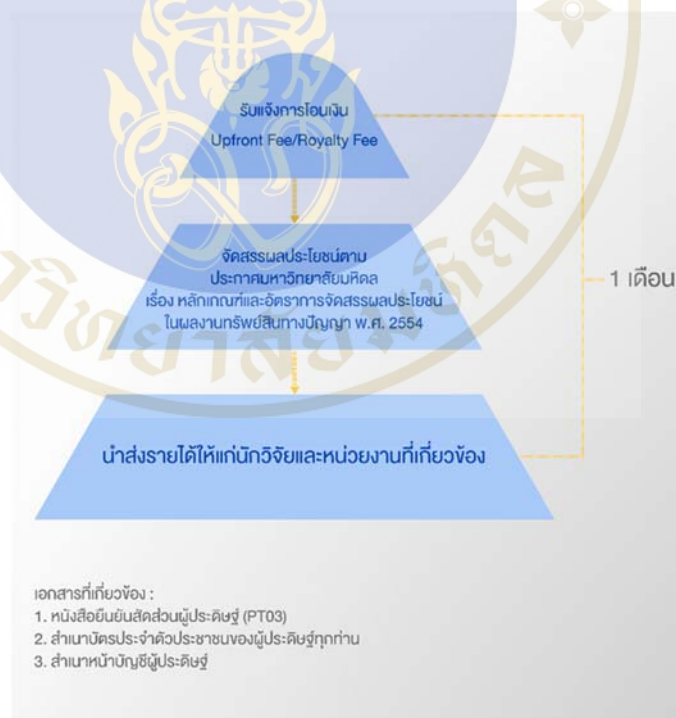 รับแจ้งการโอนเงิน
Upfront Fee/Royalty Fee
จัดสรรผลประโยชน์ตาม
ประกาศมหาวิทยาลัยมหิดล
เรื่อง หลักเกณฑ์และอัตราการจัดสรรผลประโยชน์
ในผลงานทรัพย์สินทางปัญญา พ.ศ. 2554
1 เดือน
นำส่งรายได้ให้แก่นักวิจัยและหน่วยงานที่เกี่ยวข้อง
เอกสารที่เกี่ยวข้อง :
1. หนังสือยืนยันสัดส่วนผู้ประดิษฐ์ (PT03)
2. สำเนาบัตรประจำตัวประชาชนของผู้ประดิษฐ์ทุกท่าน
3. สำเนาหน้าบัญชีผู้ประดิษฐ์